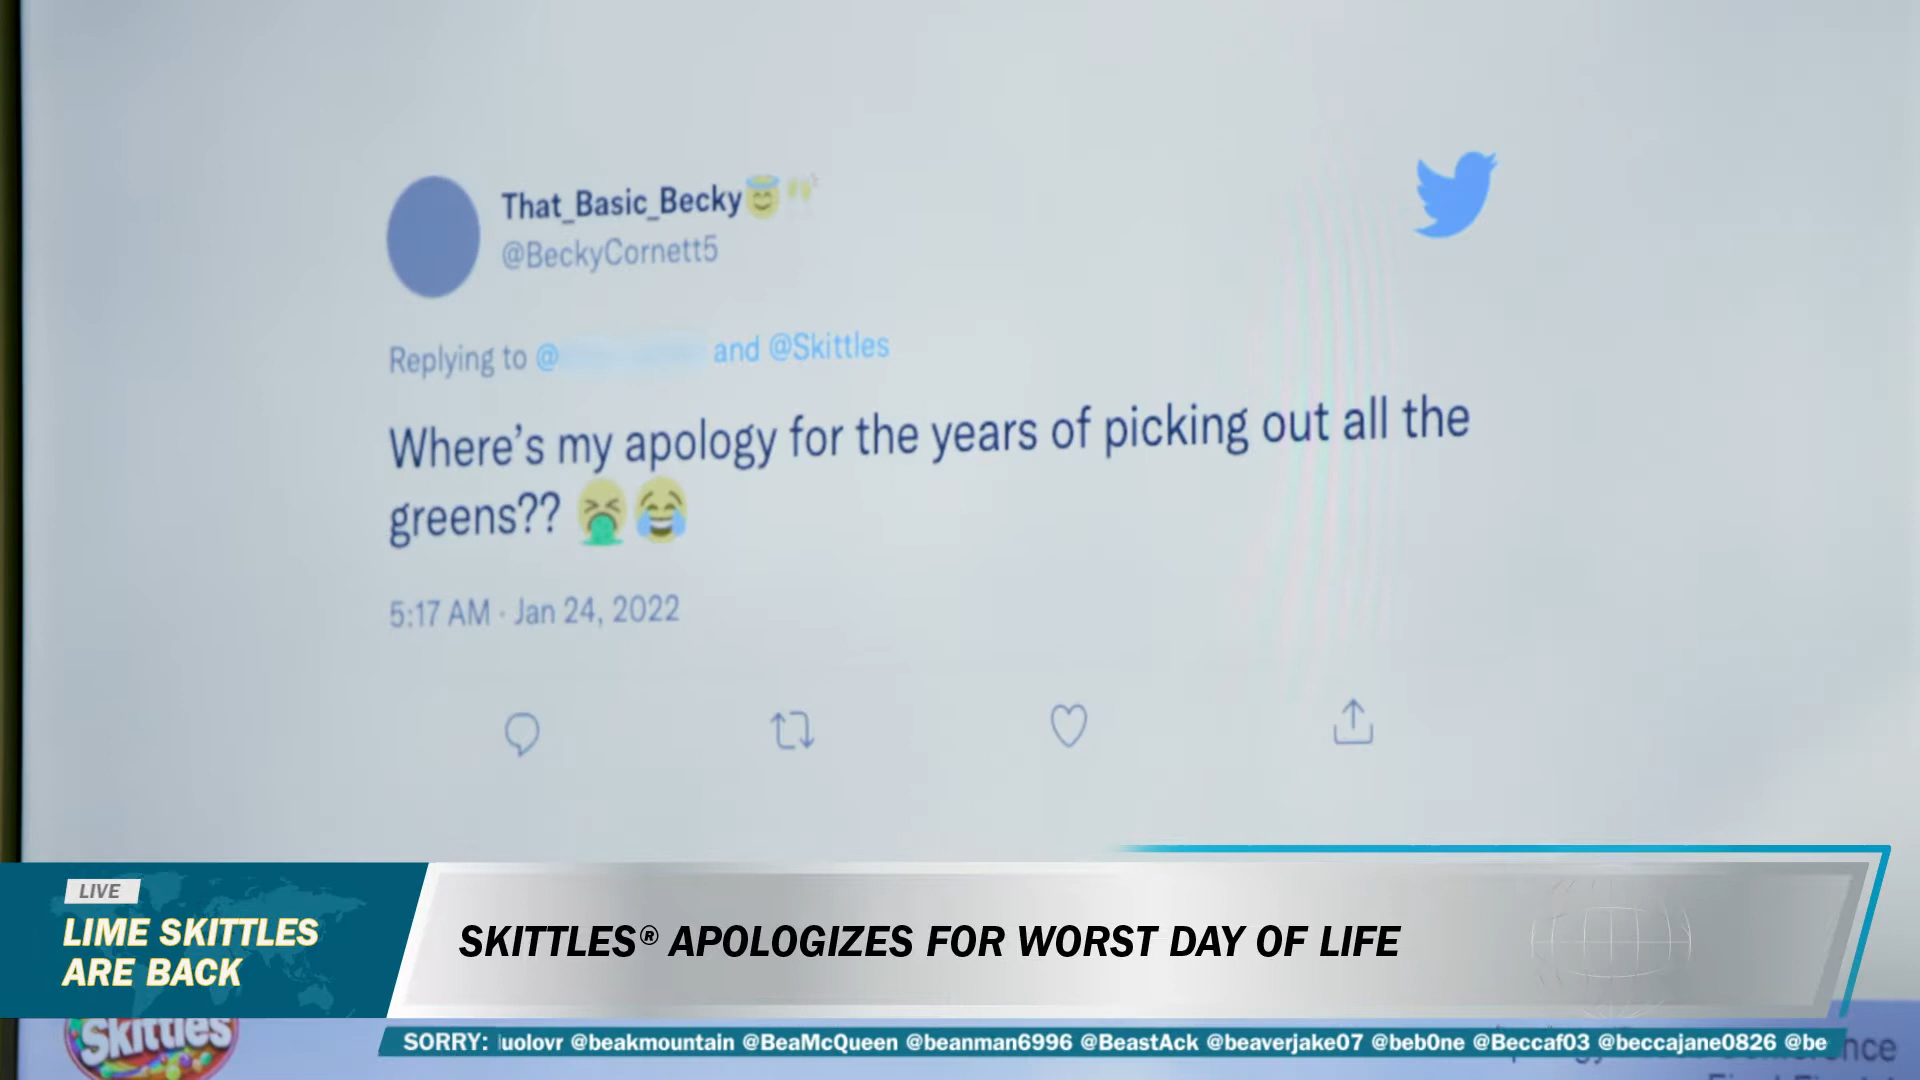 That_Basic_Becky😇🥂
@BeckyCornett5
Replying to @ and @Skittles
Where's my apology for the years of picking out all the
greens?? 🤮😂
5:17 AM · Jan 24, 2022
LIVE
LIME SKITTLES
ARE BACK
SKITTLES® APOLOGIZES FOR WORST DAY OF LIFE
Skittles
SORRY: uolovr @beakmountain @BeaMcQueen @beanman6996 @BeastAck @beaverjake07 @beb0ne @Beccaf03 @beccajane0826 @be